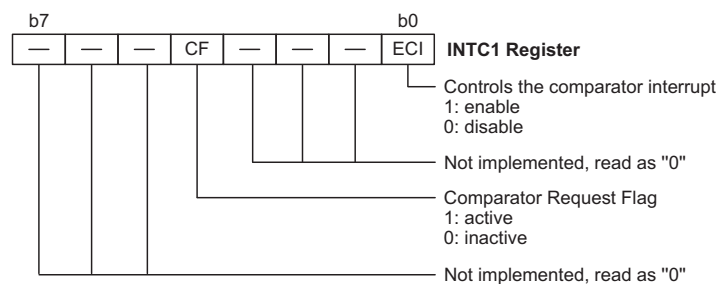 b7 b0
— — — CF — — — ECI INTC1 Register
Controls the comparator interrupt
1: enable
0: disable
Not implemented, read as "0"
Comparator Request Flag
1: active
0: inactive
Not implemented, read as "0"